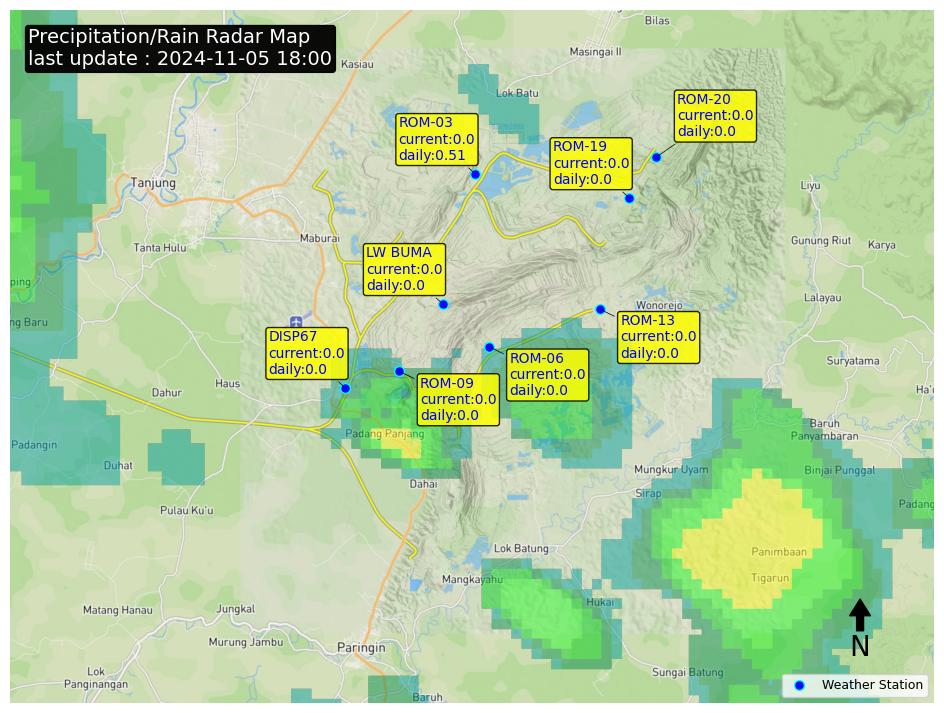 Precipitation/Rain Radar Map
last update : 2024-11-05 18:00
Bilas
Masingai II
Kasiau
Lok Batu
ROM-20
current:0.0
daily:0.0
ROM-03
current:0.0
daily:0.51
ROM-19
current:0.0
daily:0.0
Tanjung
Liyu
Maburai
Tanta Hulu
Gunung Riut
Karya
LW BUMA
current:0.0
daily:0.0
ping
Lalayau
Wonorejo
ng Baru
ROM-13
current:0.0
daily:0.0
DISP67
current:0.0
daily:0.0
ROM-06
current:0.0
daily:0.0
Suryatama
ROM-09
current:0.0
daily:0.0
Haus
Dahur
Baruh
Panyambaran
Padang Panjang
Padangin
Duhat
Mungkur Uyam
Binjai Punggal
Dahai
Sirap
Padang
Pulau Ku'u
Lok Batung
Panimbaan
Mangkayahu
Tigarun
Hukai
Matang Hanau
Jungkal
Murung Jambu
Paringin
N
Lok
Panginangan
Sungai Batung
Baruh
Weather Station